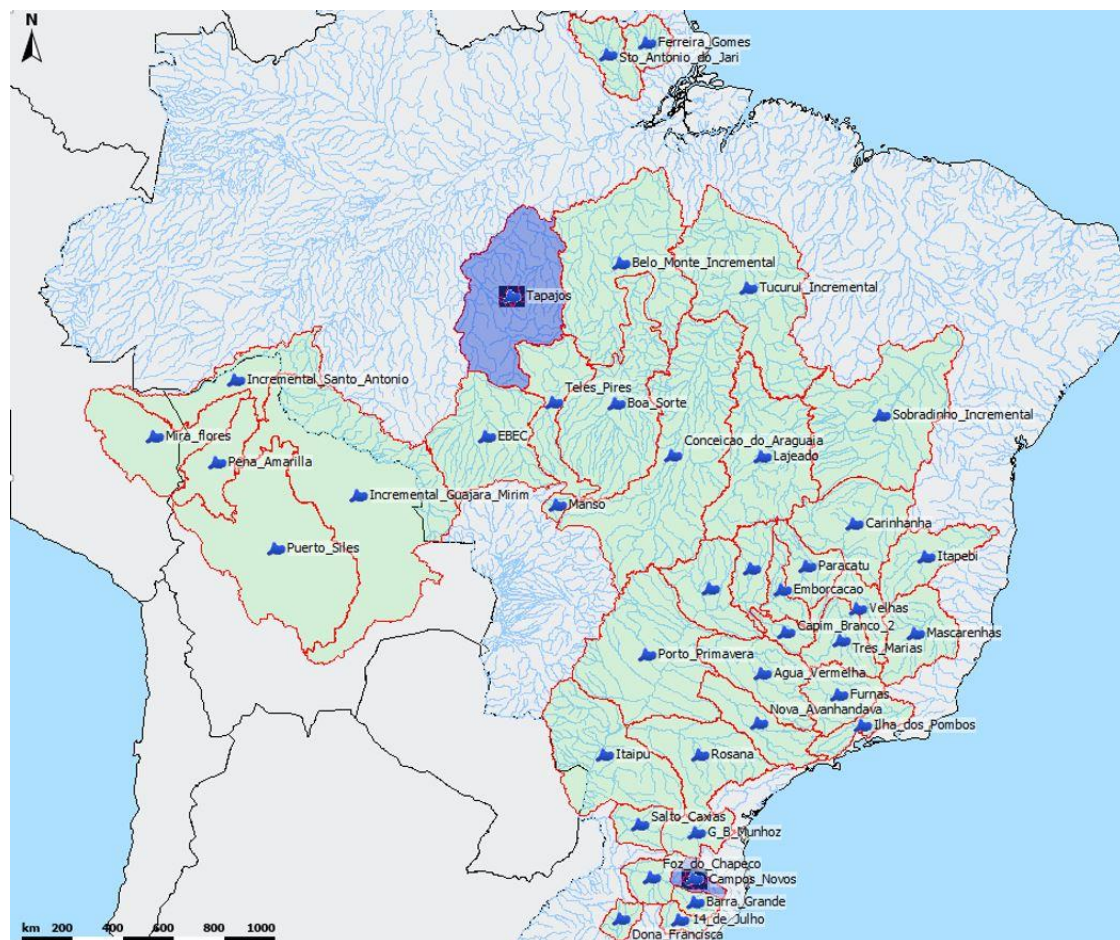 N
Ferreira_Gomes
Sto_Antonio_do_Jari
Belo_Monte_Incremental
Tucurui_Incremental
Tapajos
Incremental_Santo_Antonio
Teles_Pires
Boa_Sorte
Sobradinho_Incremental
Mira_flores
EBEC
Conceicao_do_Araguaia
Lajeado
Pena_Amarilla
Incremental_Guajara_Mirim
Manso
Carinhanha
Puerto_Siles
Itapebi
Paracatu
Emborcacao
Velhas
Capim_Branco_2
Mascarenhas
Tres_Marias
Porto_Primavera
Agua_Vermelha
Furnas
Nova_Avanhandava
Ilha_dos_Pombos
Itaipu
Rosana
Salto_Caxias
G_B_Munhoz
Foz_do_Chapeco
Campos_Novos
Barra_Grande
14_de_Julho
Dona_Francisca
km 200 400 600 800 1000